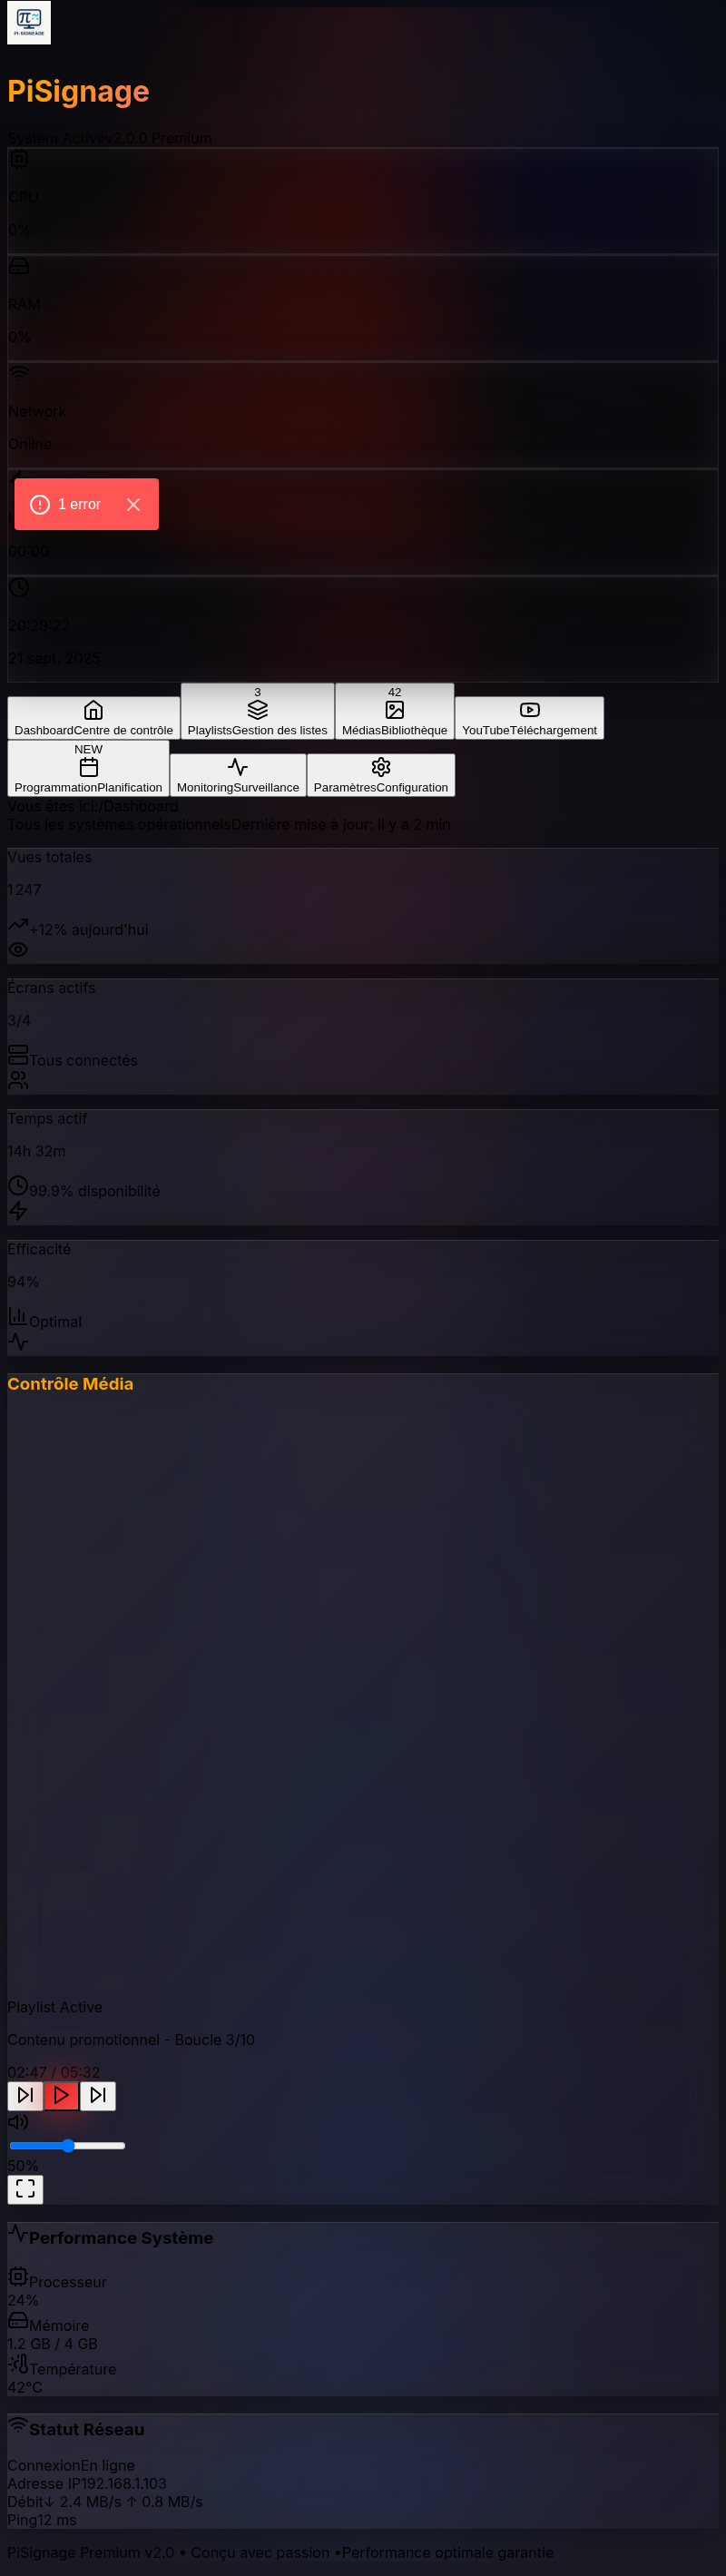 PI-SIGNEAGE
PiSignage
System Activev2.0.0 Premium
CPU
0%
RAM
0%
Network
Online
1 error
00:00
20:29:22
21 sept. 2025
3
42
DashboardCentre de contrôle
PlaylistsGestion des listes
MédiasBibliothèque
YouTubeTéléchargement
NEW
ProgrammationPlanification
MonitoringSurveillance
ParamètresConfiguration
Vous êtes ici:/Dashboard
Tous les systèmes opérationnelsDernière mise à jour: il y a 2 min
Vues totales
1 247
+12% aujourd'hui
Écrans actifs
3/4
Tous connectés
Temps actif
14h 32m
99.9% disponibilité
Efficacité
94%
Optimal
Contrôle Média
Playlist Active
Contenu promotionnel - Boucle 3/10
02:47 / 05:32
50%
Performance Système
Processeur
24%
Mémoire
1.2 GB / 4 GB
Température
42°C
Statut Réseau
ConnexionEn ligne
Adresse IP192.168.1.103
Débit↓ 2.4 MB/s ↑ 0.8 MB/s
Ping12 ms
PiSignage Premium v2.0 • Conçu avec passion •Performance optimale garantie